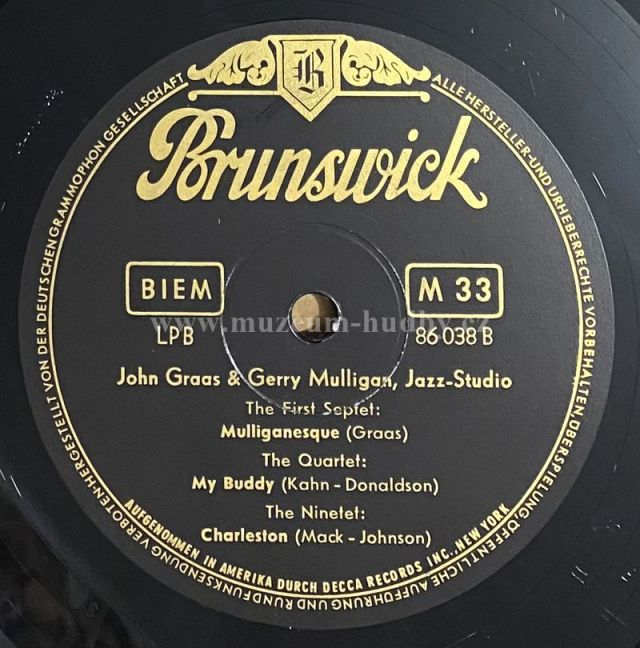 B
Brunswick
BIEM
M 33
www.muzeum-hudby.cz
LPB
86 038 B
John Graas & Gerry Mulligan, Jazz-Studio
The First Septet:
Mulliganesque (Graas)
The Quartet:
My Buddy (Kahn - Donaldson)
The Ninetet:
Charleston (Mack - Johnson)
AUFGENOMMEN IN AMERIKA DURCH DECCA RECORDS INC., NEW YORK
HERGESTELLT VON DER DEUTSCHEN GRAMMOPHON GESELLSCHAFT
ALLE HERSTELLER- UND URHEBERRECHTE VORBEHALTEN, ÜBERSPIELUNG, ÖFFENTLICHE AUFFÜHRUNG UND RUNDFUNKSENDUNG VERBOTEN-